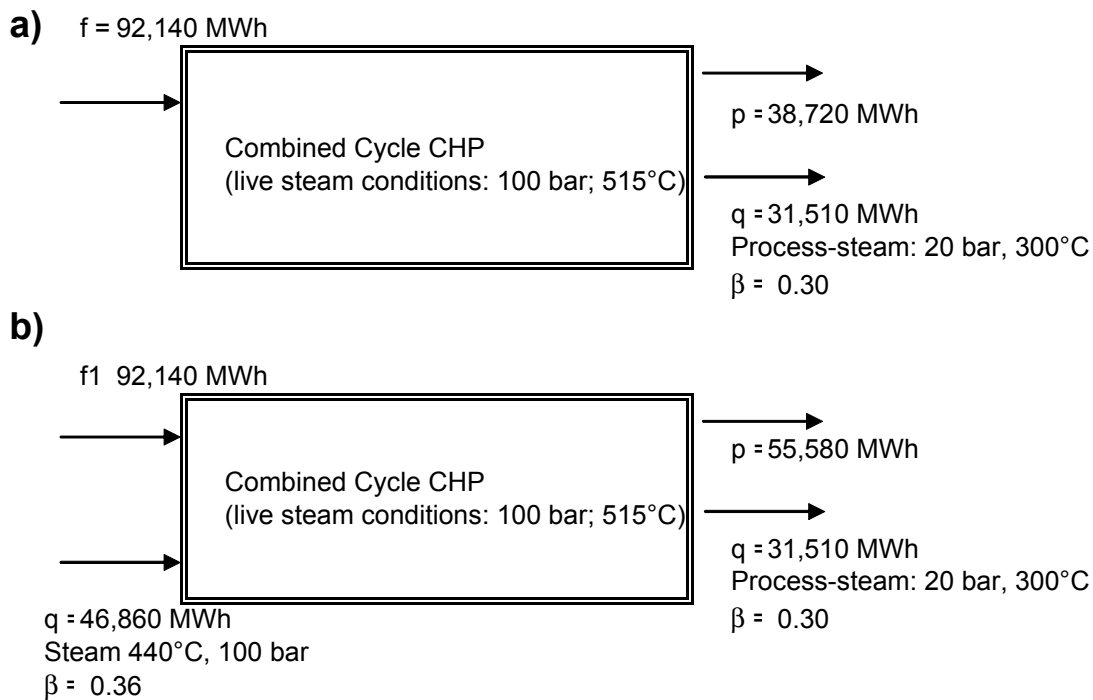 a) f = 92,140 MWh
Combined Cycle CHP
(live steam conditions: 100 bar; 515°C)
p = 38,720 MWh
q = 31,510 MWh
Process-steam: 20 bar, 300°C
β = 0.30
b)
f1 92,140 MWh
Combined Cycle CHP
(live steam conditions: 100 bar; 515°C)
p = 55,580 MWh
q = 31,510 MWh
Process-steam: 20 bar, 300°C
β = 0.30
q = 46,860 MWh
Steam 440°C, 100 bar
β = 0.36